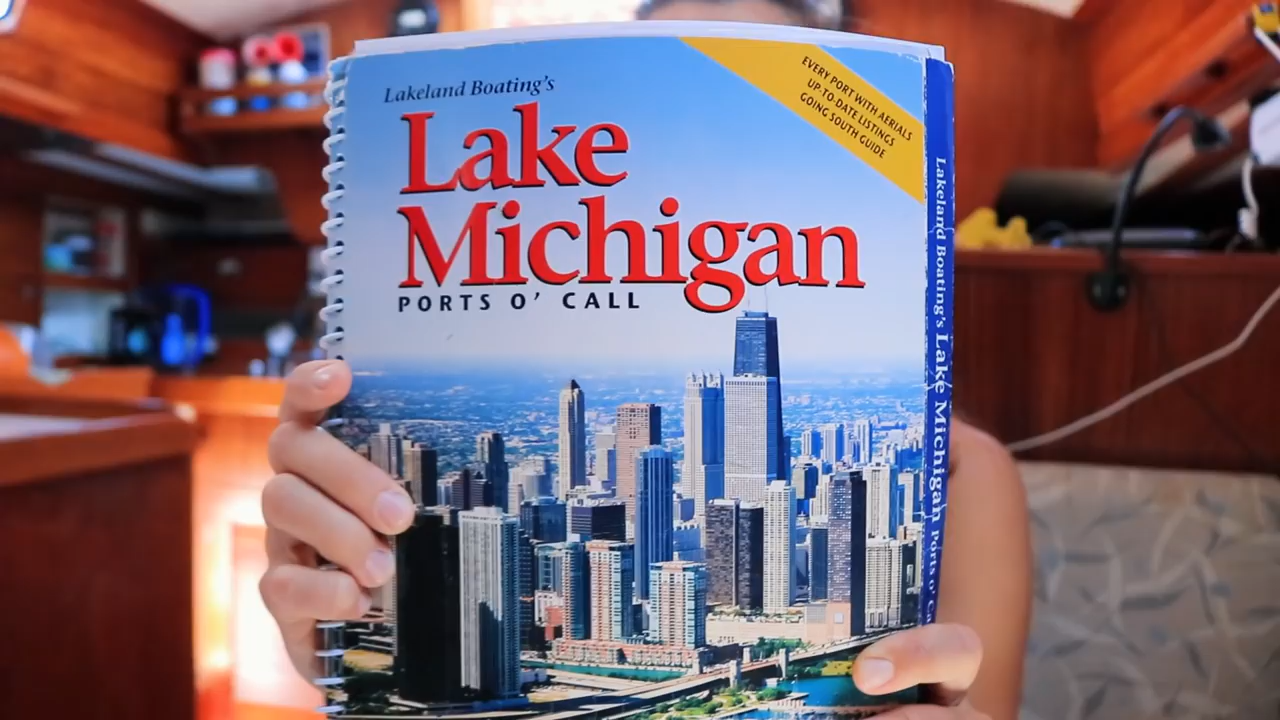 Lakeland Boating's
Lake
Michigan
PORTS O' CALL
EVERY PORT WITH AERIALS
UP-TO-DATE LISTINGS
GOING SOUTH GUIDE
Lakeland Boating's Lake Michigan Ports O'